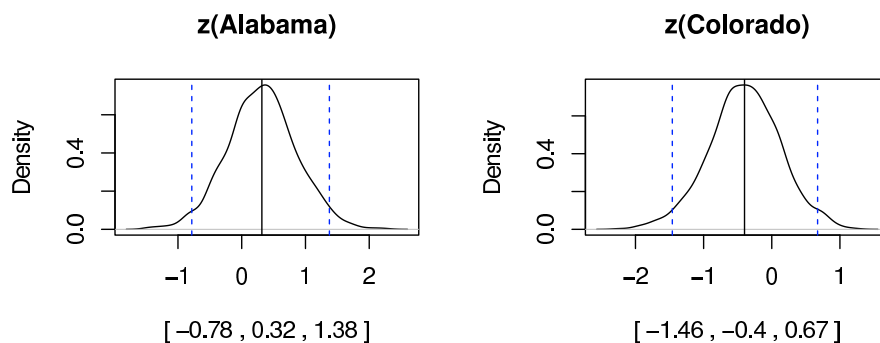 z(Alabama)
Density
0.0
0.4
−1
0
1
2
[ −0.78 , 0.32 , 1.38 ]
z(Colorado)
Density
0.0
0.4
−2
−1
0
1
[ −1.46 , −0.4 , 0.67 ]